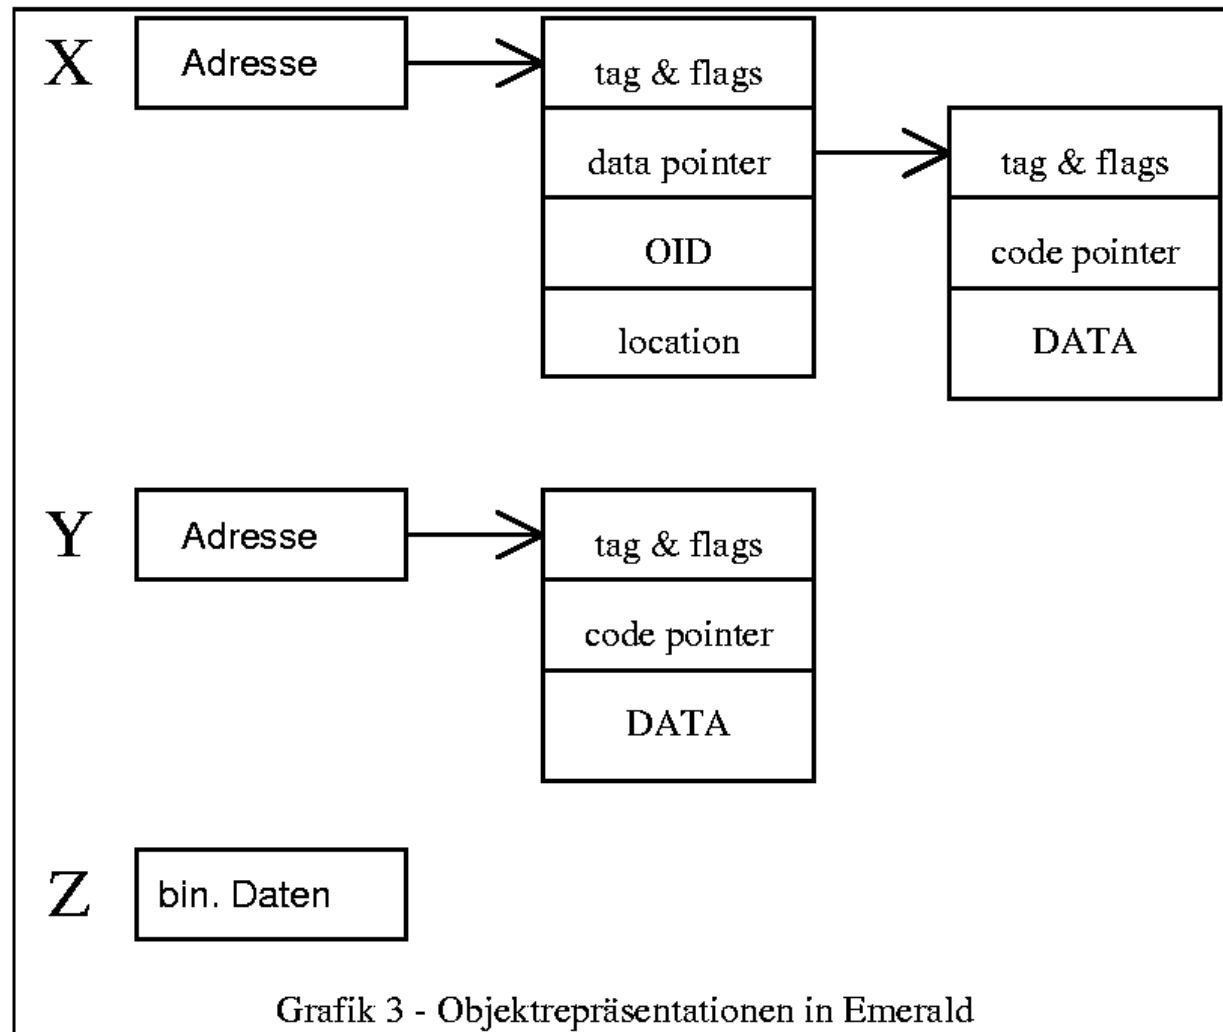 X
Adresse
tag & flags
data pointer
OID
location
tag & flags
code pointer
DATA
Y
Adresse
tag & flags
code pointer
DATA
Z
bin. Daten
Grafik 3 - Objektrepräsentationen in Emerald